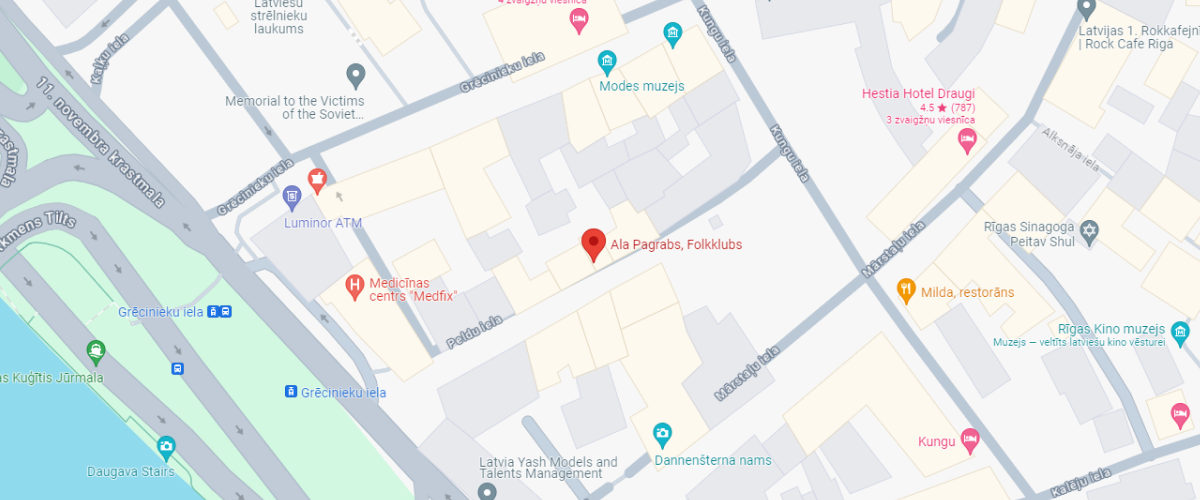 Latviešu
strēlnieku
laukums
4 zvaigžņu viesnīca
Kungu iela
Latvijas 1. Rokkafejn
| Rock Cafe Riga
Kaļķu iela
Grēcinieku iela
11. novembra krastmala
Modes muzejs
Memorial to the Victims
of the Soviet...
Hestia Hotel Draugi
4.5 ★ (787)
3 zvaigžņu viesnīca
Kungu iela
Alksnāja iela
Grēcinieku iela
Luminor ATM
kmens Tilts
Ala Pagrabs, Folkklubs
Mārstaļu iela
Rīgas Sinagoga
Peitav Shul
Medicīnas
centrs "Medfix"
Milda, restorāns
Grēcinieku iela
Peldu iela
Rīgas Kino muzejs
Muzejs — veltīts latviešu kino vēsturei
as Kuģītis Jūrmala
Grēcinieku iela
Mārstaļu iela
Kungu
Dannenšterna nams
Daugava Stairs
Latvia Yash Models and
Talents Management
Kalēju iela